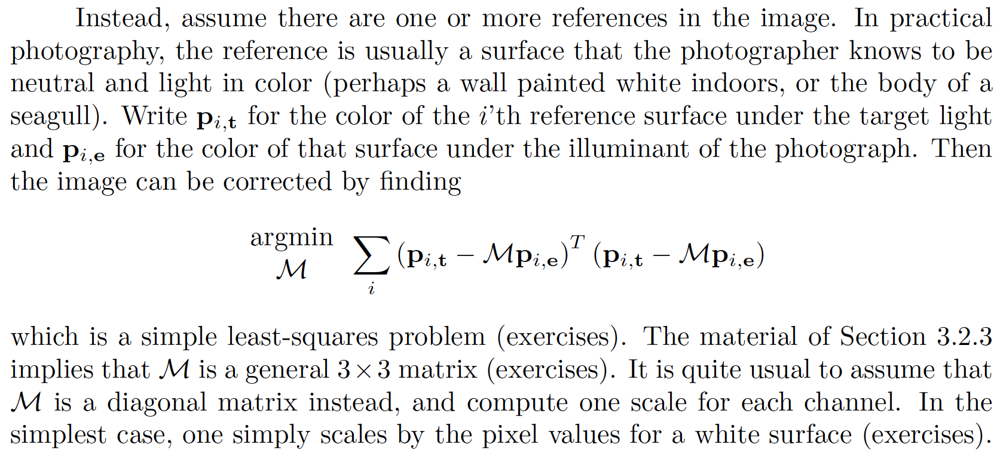 Instead, assume there are one or more references in the image. In practical
photography, the reference is usually a surface that the photographer knows to be
neutral and light in color (perhaps a wall painted white indoors, or the body of a
seagull). Write $\mathbf{p}_{i,\mathbf{t}}$ for the color of the $i$’th reference surface under the target light
and $\mathbf{p}_{i,\mathbf{e}}$ for the color of that surface under the illuminant of the photograph. Then
the image can be corrected by finding
$$\underset{\mathcal{M}}{\text{argmin}} \sum_{i} (\mathbf{p}_{i,\mathbf{t}} - \mathcal{M}\mathbf{p}_{i,\mathbf{e}})^T (\mathbf{p}_{i,\mathbf{t}} - \mathcal{M}\mathbf{p}_{i,\mathbf{e}})$$
which is a simple least-squares problem (exercises). The material of Section 3.2.3
implies that $\mathcal{M}$ is a general $3 \times 3$ matrix (exercises). It is quite usual to assume that
$\mathcal{M}$ is a diagonal matrix instead, and compute one scale for each channel. In the
simplest case, one simply scales by the pixel values for a white surface (exercises).